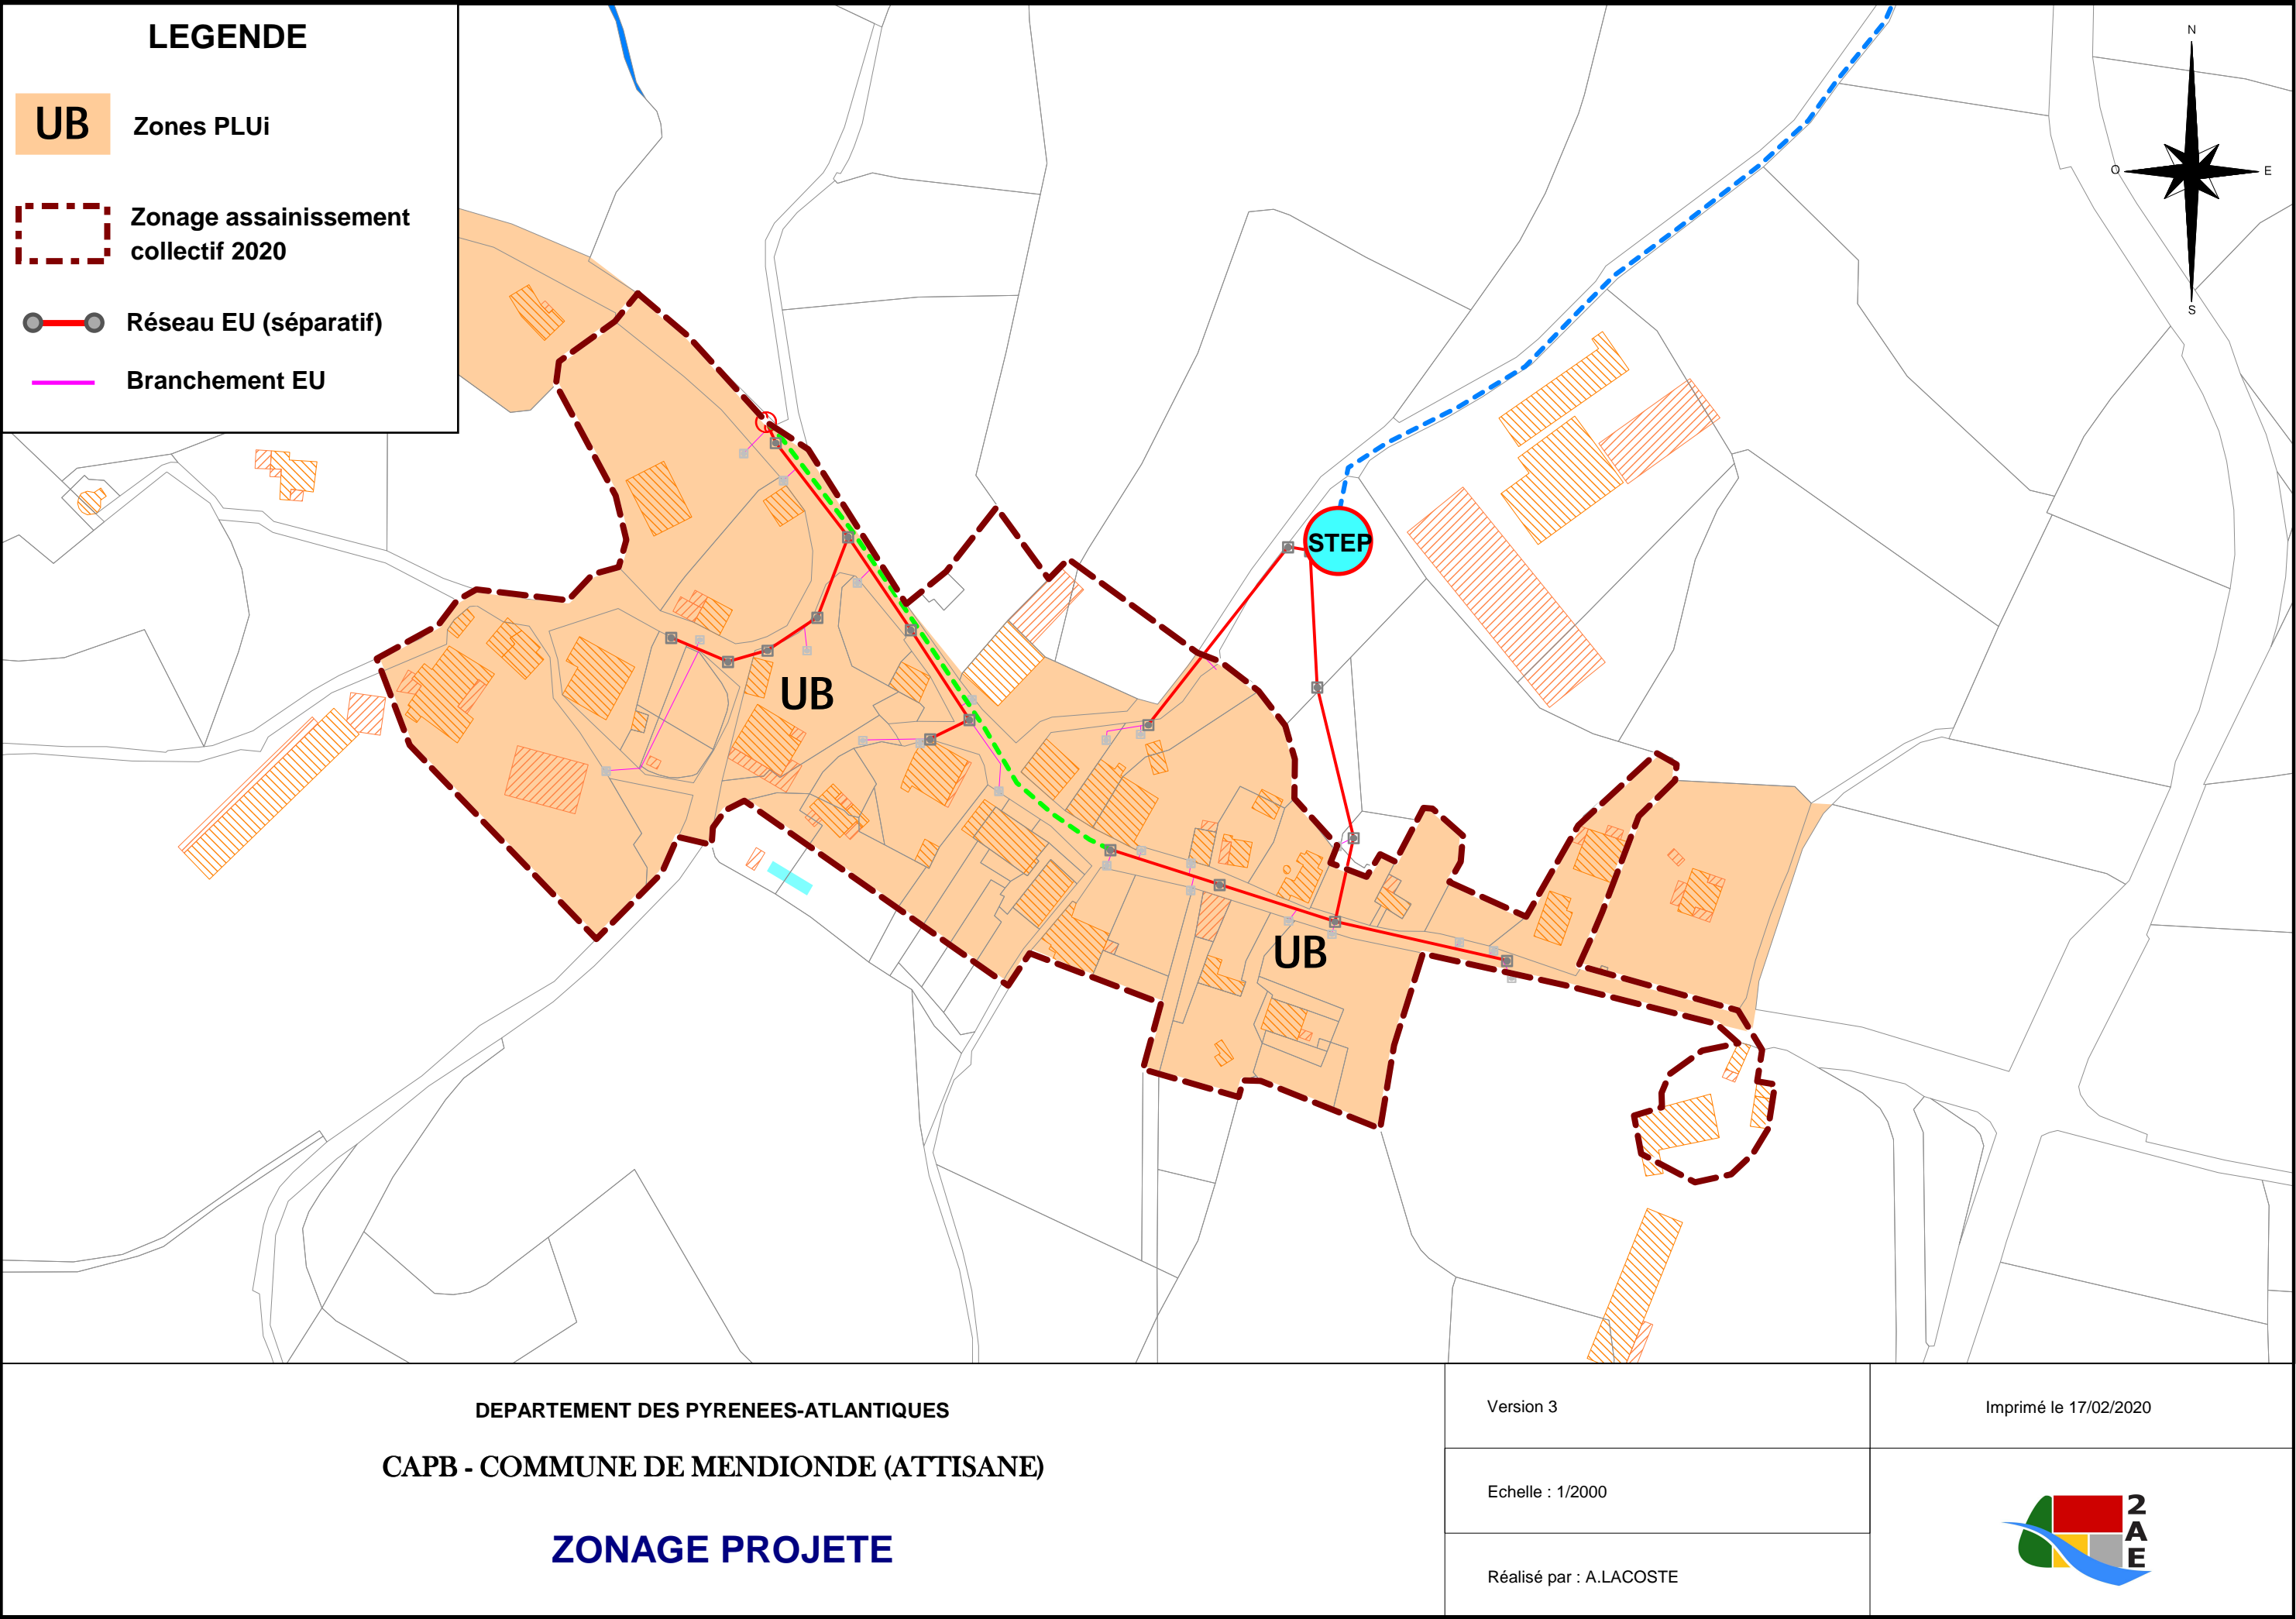 LEGENDE
UB
Zones PLUi
Zonage assainissement
collectif 2020
Réseau EU (séparatif)
Branchement EU
N
O
E
S
STEP
UB
UB
DEPARTEMENT DES PYRENEES-ATLANTIQUES
CAPB - COMMUNE DE MENDIONDE (ATTISANE)
ZONAGE PROJETE
Version 3
Imprimé le 17/02/2020
Echelle : 1/2000
Réalisé par : A.LACOSTE
2
A
E